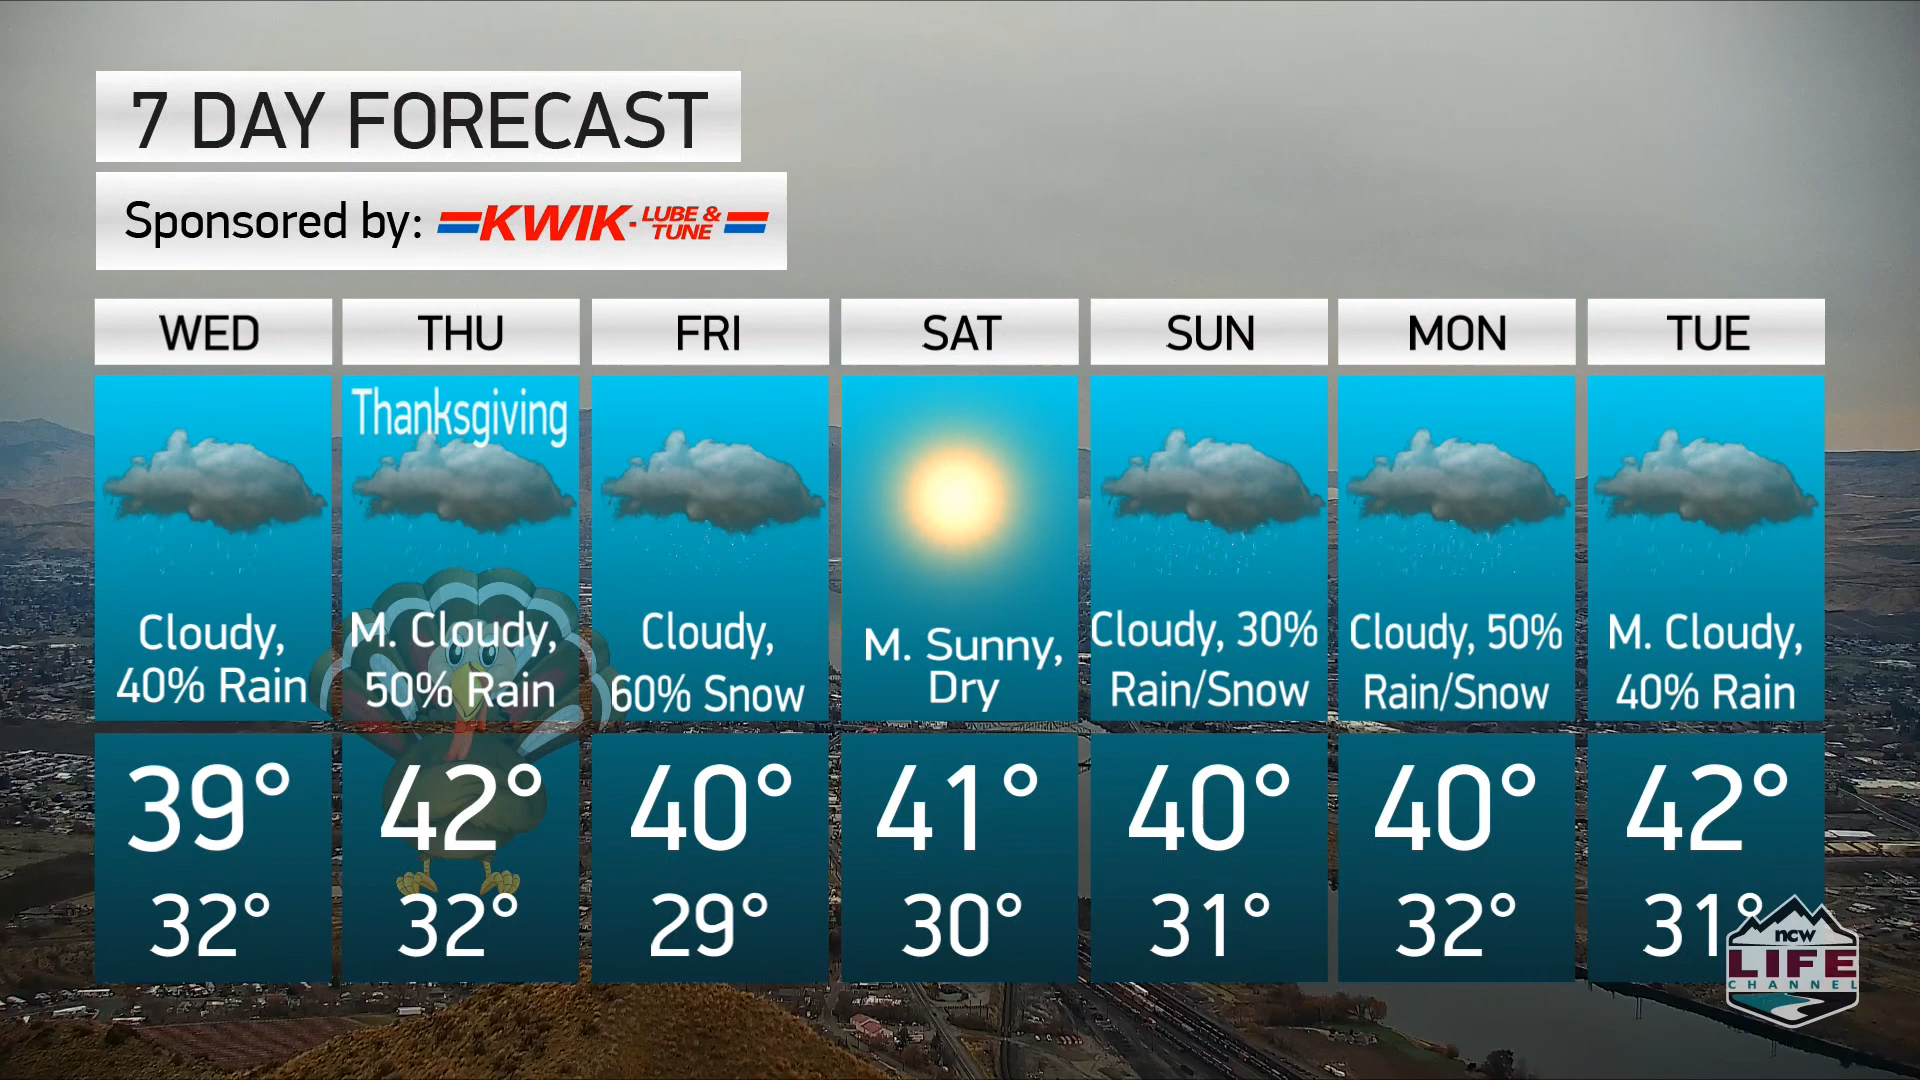 7 DAY FORECAST
Sponsored by: KWIK-LUBE & TUNE
WED THU FRI SAT SUN MON TUE
Thanksgiving
Cloudy,
40% Rain
M. Cloudy,
50% Rain
Cloudy,
60% Snow
M. Sunny,
Dry
Cloudy, 30%
Rain/Snow
Cloudy, 50%
Rain/Snow
M. Cloudy,
40% Rain
39° 42° 40° 41° 40° 40° 42°
32° 32° 29° 30° 31° 32° 31°
ncw
LIFE
CHANNEL